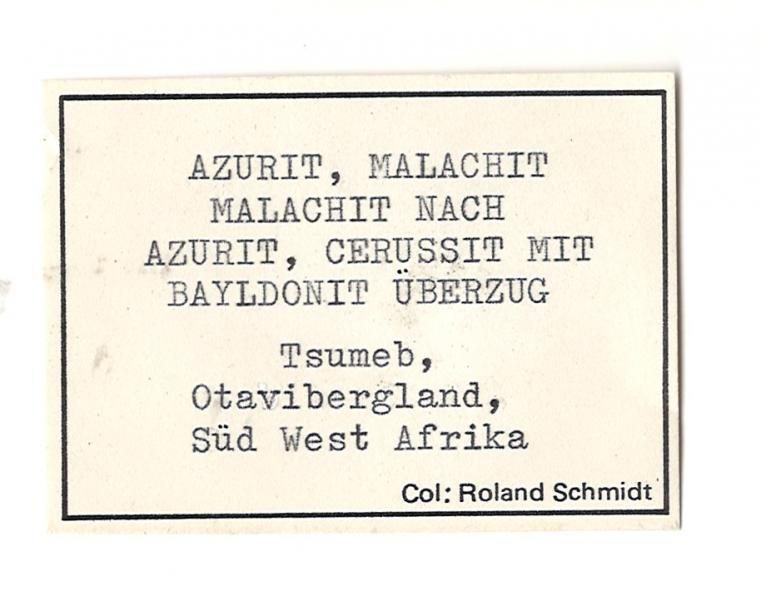 AZURIT, MALACHIT
MALACHIT NACH
AZURIT, CERUSSIT MIT
BAYLDONIT ÜBERZUG
Tsumeb,
Otavibergland,
Süd West Afrika
Col: Roland Schmidt